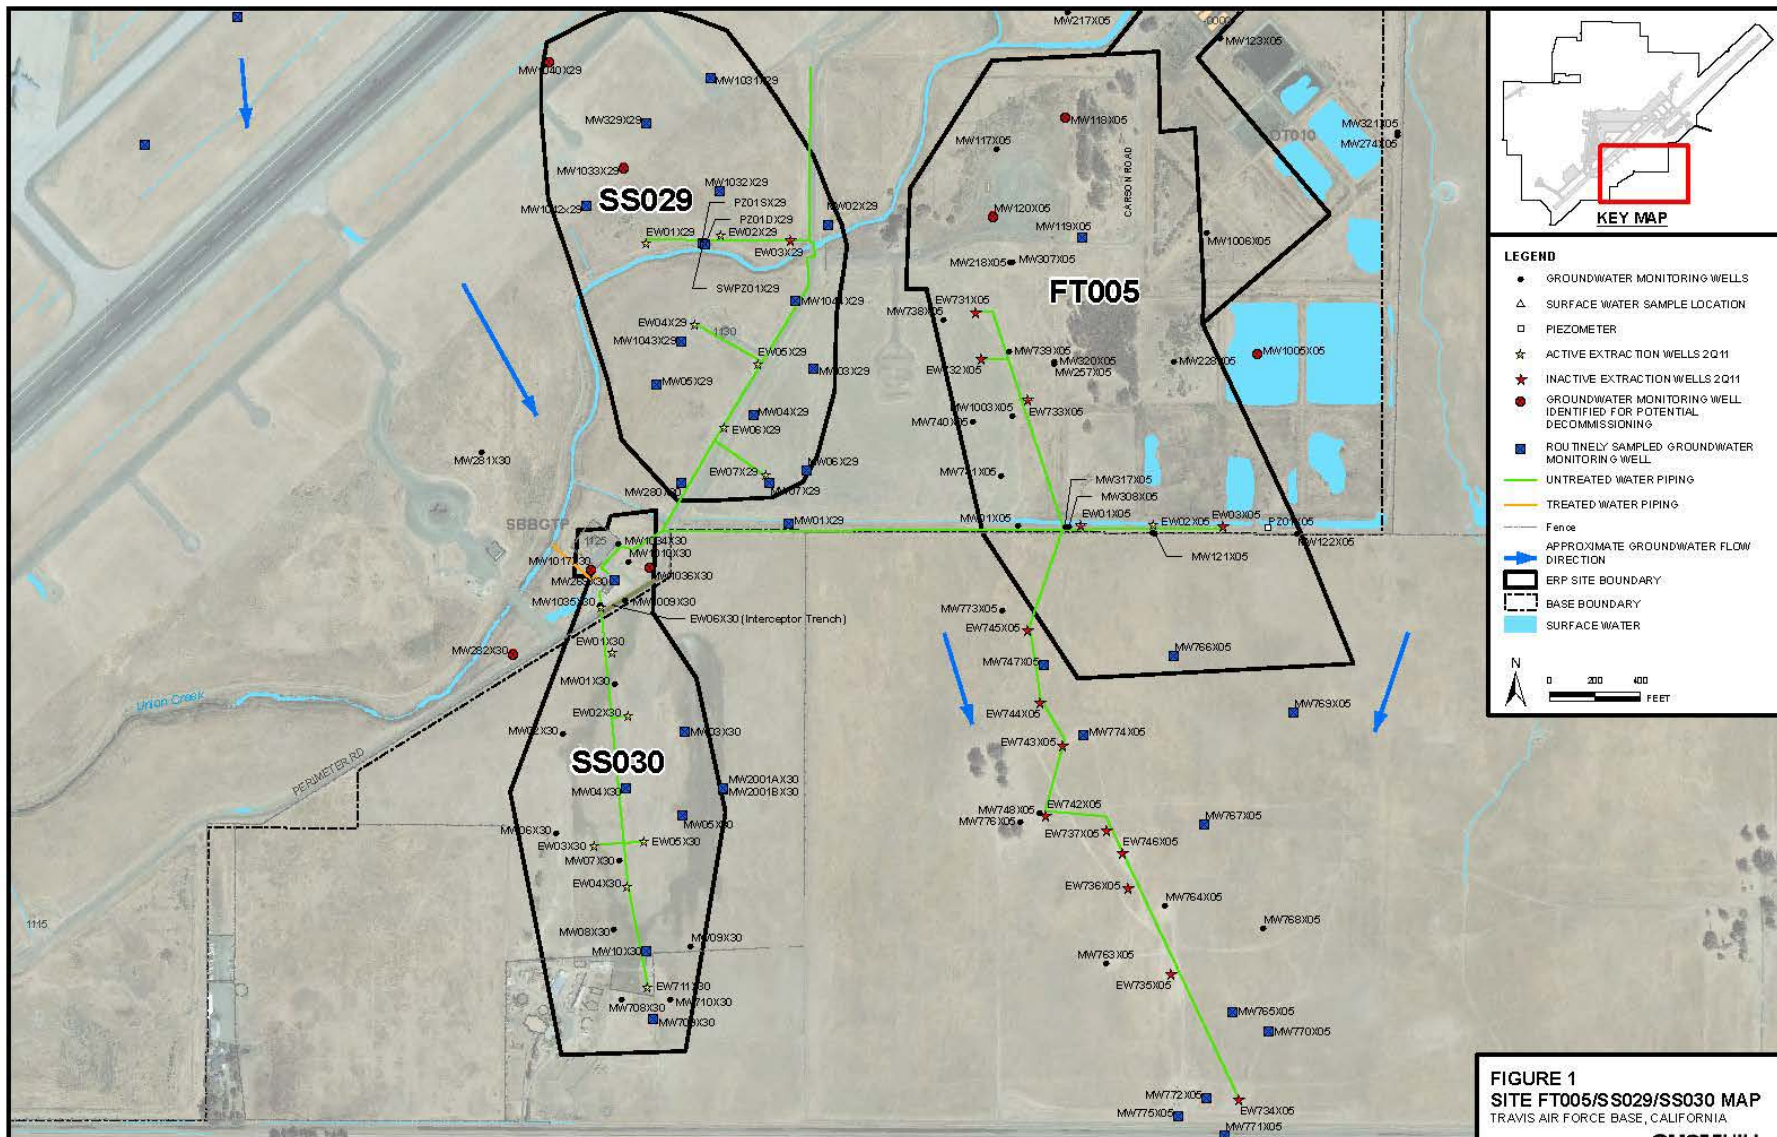 MW217X05
MW123X05
MW1040X29
MW1031X29
MW329X29
MW118X05
MW117X05
OT010
MW321X05
MW274X05
MW1033X29
SS029
MW1032X29
MW1042x29
PZ01SX29
PZ01DX29
MW02X29
CARSON ROAD
MW120X05
MW119X05
MW1006X05
EW01X29
EW02X29
EW03X29
MW218X05
MW307X05
FT005
SWPZ01X29
EW731X05
MW738X05
EW04X29
1130
MW1043X29
EW05X29
MW739X05
EW732X05
MW320X05
MW257X05
MW228X05
MW1005X05
MW05X29
MW03X29
MW1003X05
EW733X05
MW740X05
MW04X29
EW06X29
MW281X30
MW06X29
EW07X29
MW07X29
MW280X30
MW741X05
MW317X05
MW308X05
SBBGTP
MW01X29
MW01X05
EW01X05
EW02X05
EW03X05
PZ01X05
MW122X05
MW121X05
1125
MW1034X30
MW1010X30
MW1017X30
MW1036X30
MW1035X30
MW1009X30
EW06X30 (Interceptor Trench)
MW773X05
EW745X05
EW01X30
MW282X30
MW747X05
MW766X05
MW01X30
Union Creek
EW02X30
MW02X30
MW03X30
EW744X05
MW769X05
EW743X05
MW774X05
PERIMETER RD
SS030
MW04X30
MW2001AX30
MW2001BX30
MW748X05
EW742X05
MW776X05
EW737X05
MW767X05
MW06X30
EW03X30
EW05X30
EW746X05
MW07X30
EW04X30
EW736X05
MW764X05
1115
MW08X30
MW09X30
MW768X05
MW10X30
MW763X05
EW735X05
EW711X30
MW708X30
MW710X30
MW709X30
MW765X05
MW770X05
MW772X05
EW734X05
MW775X05
MW771X05
KEY MAP
LEGEND
GROUNDWATER MONITORING WELLS
SURFACE WATER SAMPLE LOCATION
PIEZOMETER
ACTIVE EXTRACTION WELLS 2Q11
INACTIVE EXTRACTION WELLS 2Q11
GROUNDWATER MONITORING WELL
IDENTIFIED FOR POTENTIAL
DECOMMISSIONING
ROUTINELY SAMPLED GROUNDWATER
MONITORING WELL
UNTREATED WATER PIPING
TREATED WATER PIPING
Fence
APPROXIMATE GROUNDWATER FLOW
DIRECTION
ERP SITE BOUNDARY
BASE BOUNDARY
SURFACE WATER
N
0 200 400
FEET
FIGURE 1
SITE FT005/SS029/SS030 MAP
TRAVIS AIR FORCE BASE, CALIFORNIA